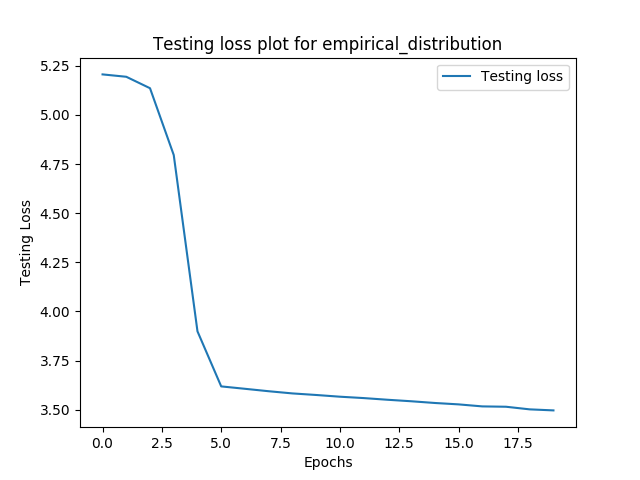 Testing loss plot for empirical_distribution
Testing loss
5.25
5.00
4.75
4.50
4.25
4.00
3.75
3.50
Testing Loss
0.0 2.5 5.0 7.5 10.0 12.5 15.0 17.5
Epochs